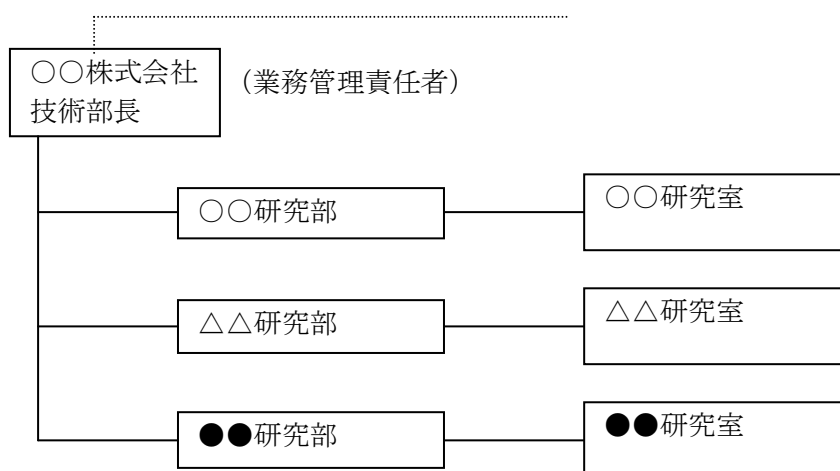 ○○株式会社
技術部長
（業務管理責任者）
○○研究部
○○研究室
△△研究部
△△研究室
●●研究部
●●研究室